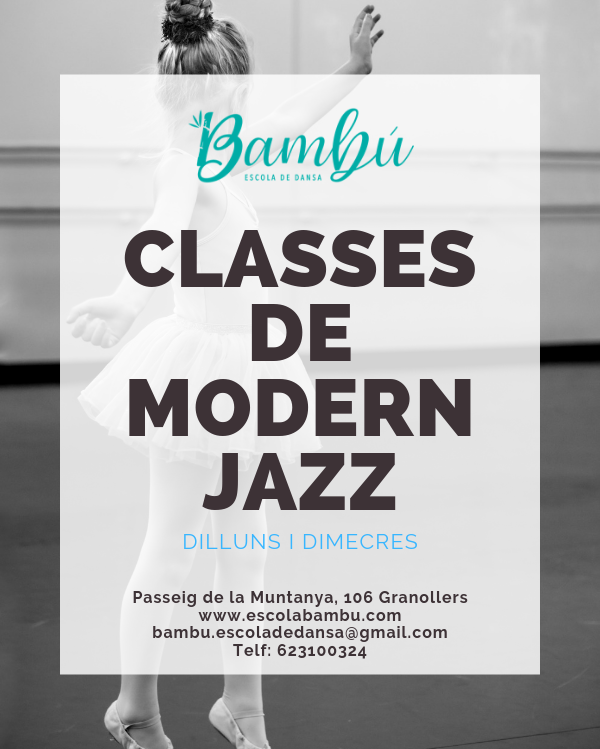 Bambú
ESCOLA DE DANSA
CLASSES
DE
MODERN
JAZZ
DILLUNS I DIMECRES
Passeig de la Muntanya, 106 Granollers
www.escolabambu.com
bambu.escoladedansa@gmail.com
Telf: 623100324